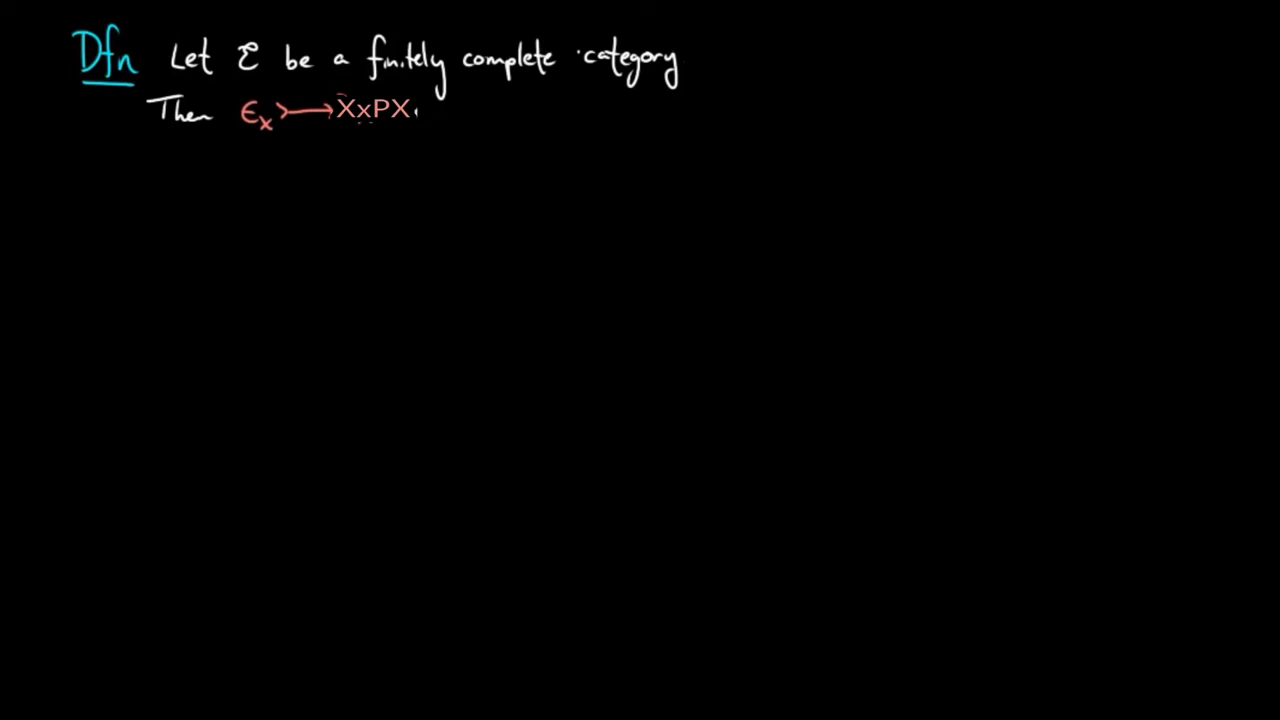 Dfn Let ℰ be a finitely complete category
Then ∈x ↣ XxPX